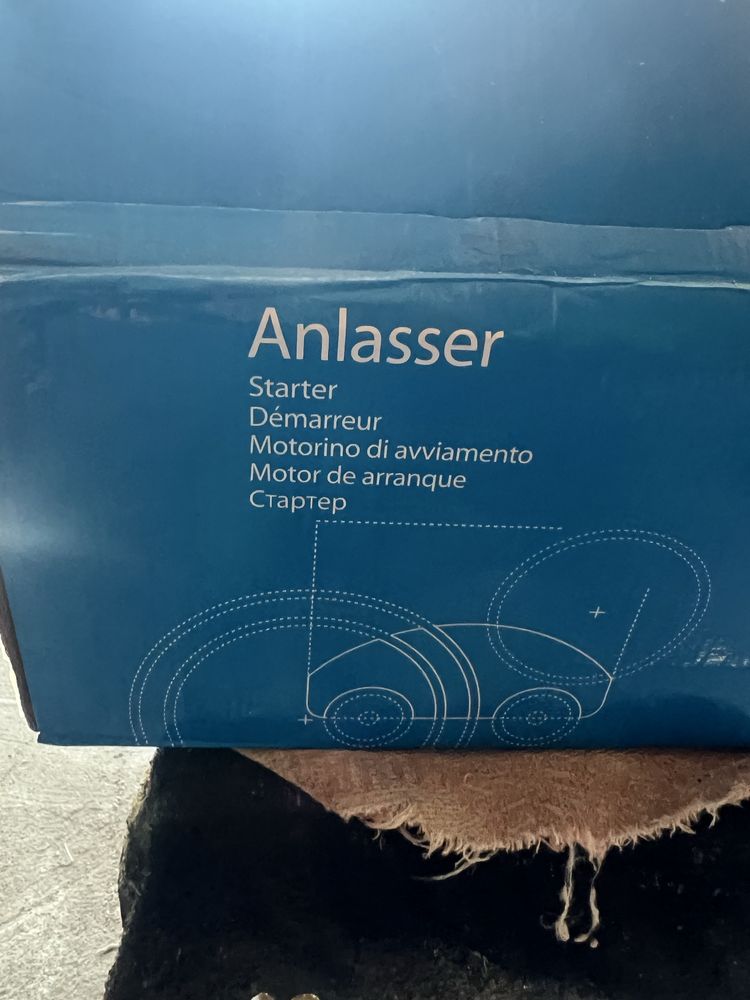 Anlasser
Starter
Démarreur
Motorino di avviamento
Motor de arranque
Стартер